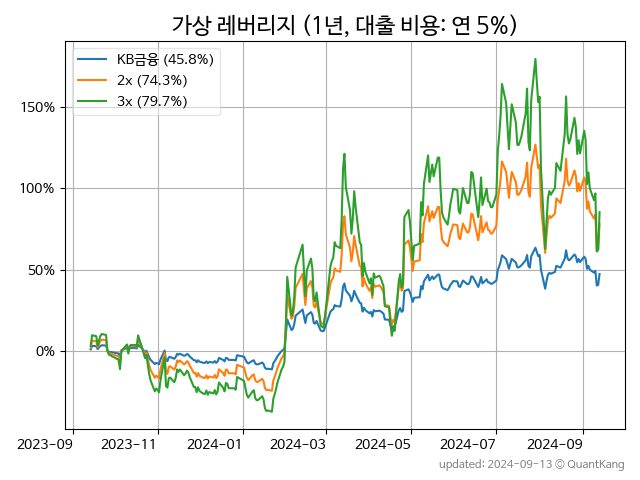 가상 레버리지 (1년, 대출 비용: 연 5%)
KB금융 (45.8%)
2x (74.3%)
3x (79.7%)
150%
100%
50%
0%
2023-09
2023-11
2024-01
2024-03
2024-05
2024-07
2024-09
updated: 2024-09-13 © QuantKang